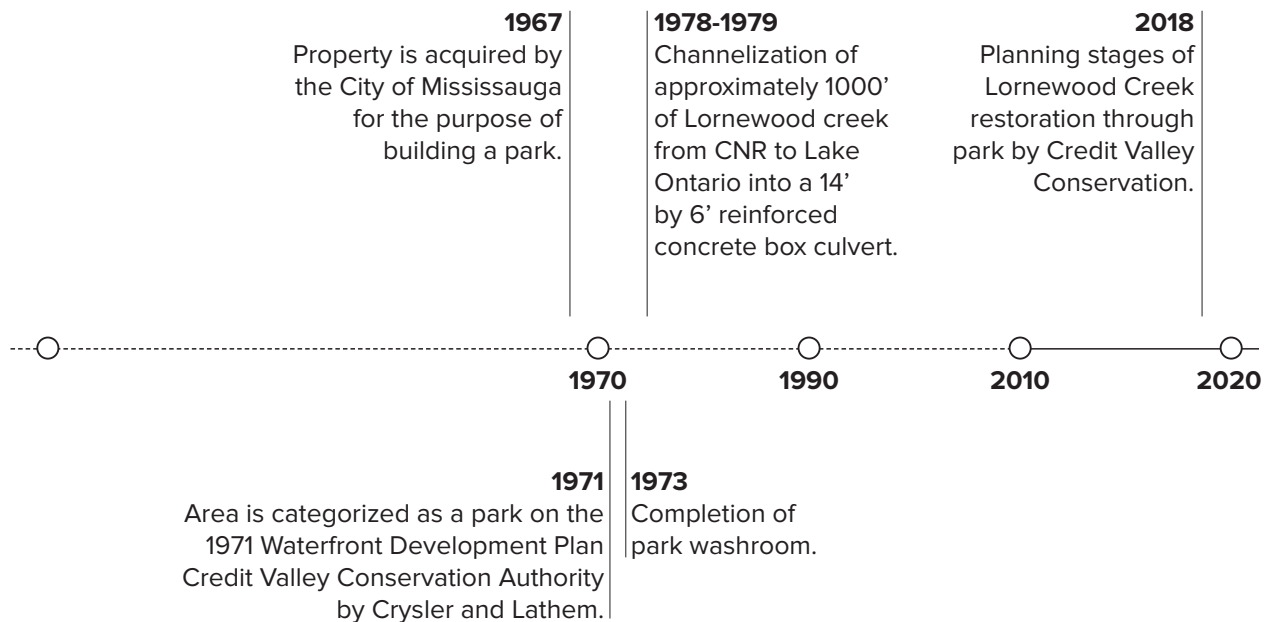 1967
Property is acquired by
the City of Mississauga
for the purpose of
building a park.
1978-1979
Channelization of
approximately 1000’
of Lornewood creek
from CNR to Lake
Ontario into a 14’
by 6’ reinforced
concrete box culvert.
2018
Planning stages of
Lornewood Creek
restoration through
park by Credit Valley
Conservation.
1970
1990
2010
2020
1971
Area is categorized as a park on the
1971 Waterfront Development Plan
Credit Valley Conservation Authority
by Crysler and Lathem.
1973
Completion of
park washroom.